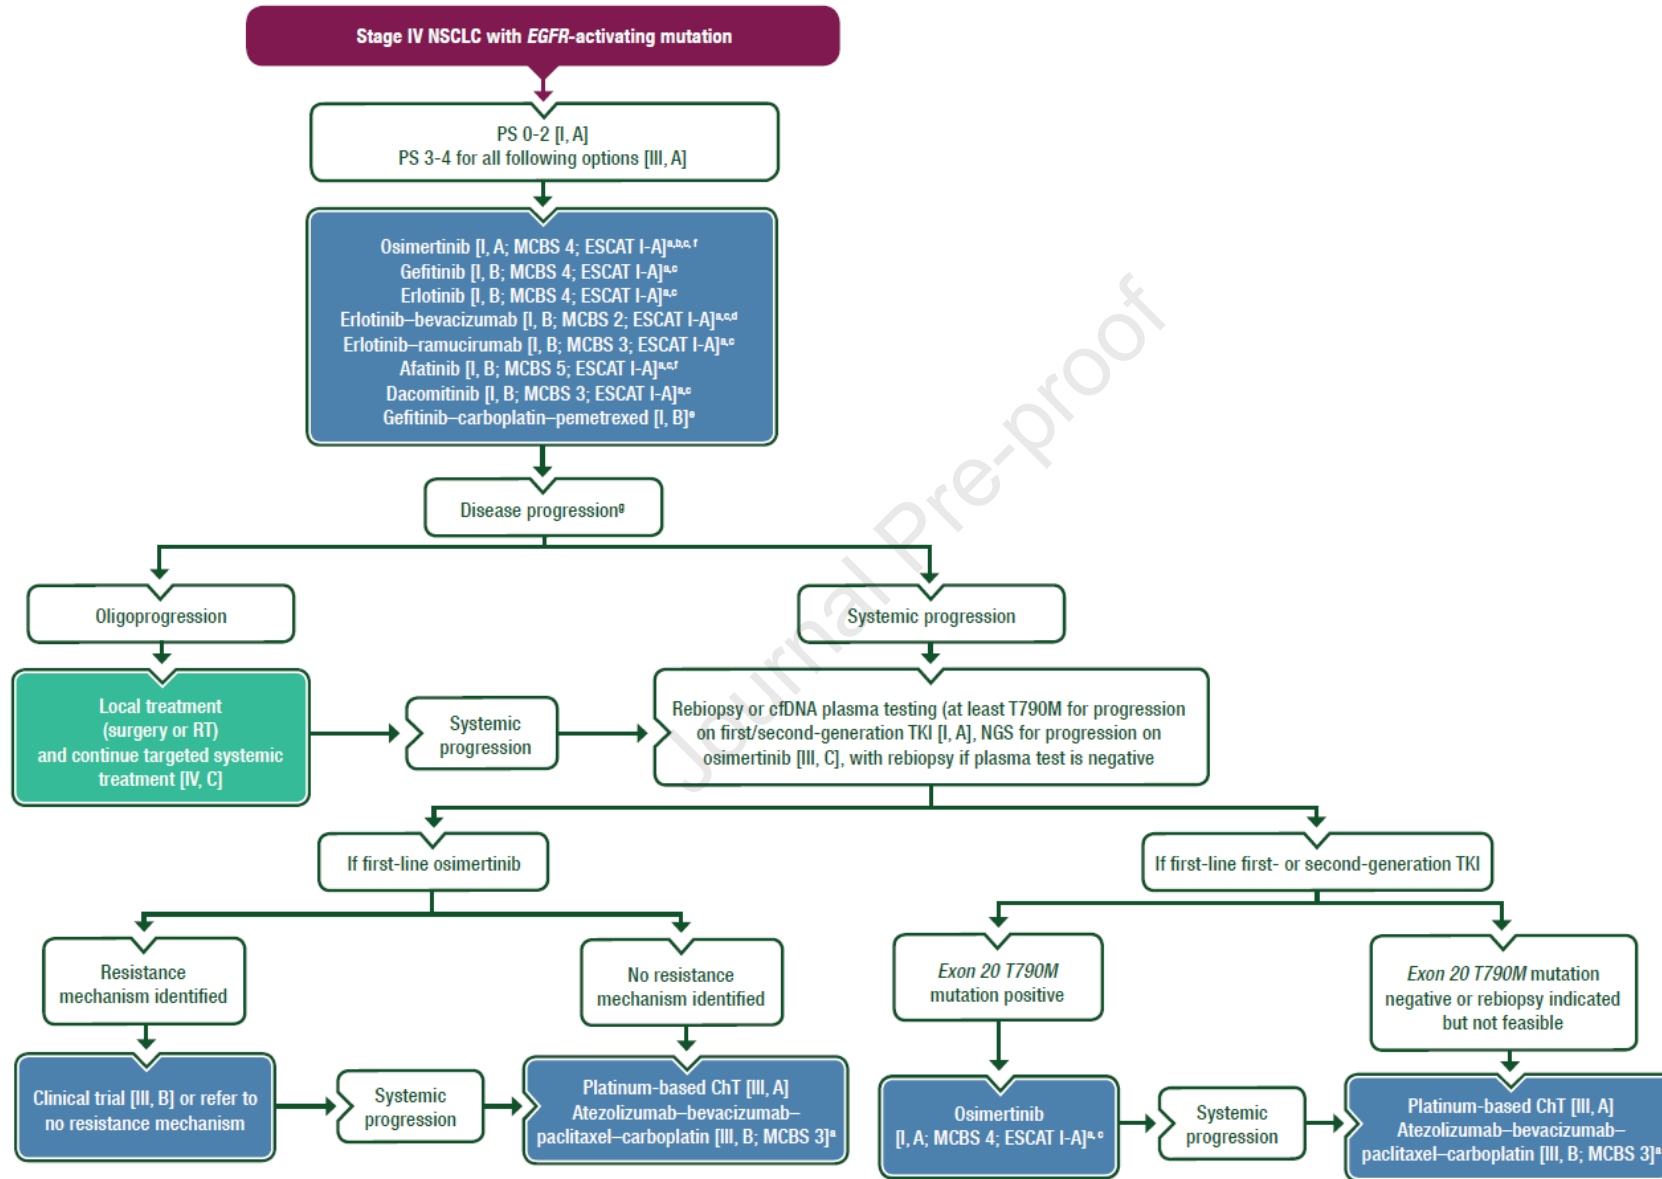 Stage IV NSCLC with EGFR-activating mutation
PS 0-2 [I, A]
PS 3-4 for all following options [III, A]
Osimertinib [I, A; MCBS 4; ESCAT I-A]a,b,c, f
Gefitinib [I, B; MCBS 4; ESCAT I-A]a,c
Erlotinib [I, B; MCBS 4; ESCAT I-A]a,c
Erlotinib–bevacizumab [I, B; MCBS 2; ESCAT I-A]a,c,d
Erlotinib–ramucirumab [I, B; MCBS 3; ESCAT I-A]a,c
Afatinib [I, B; MCBS 5; ESCAT I-A]a,c,f
Dacomitinib [I, B; MCBS 3; ESCAT I-A]a,c
Gefitinib–carboplatin–pemetrexed [I, B]e
Disease progressiong
Oligoprogression
Systemic progression
Local treatment
(surgery or RT)
and continue targeted systemic
treatment [IV, C]
Systemic
progression
Rebiopsy or cfDNA plasma testing (at least T790M for progression
on first/second-generation TKI [I, A], NGS for progression on
osimertinib [III, C], with rebiopsy if plasma test is negative
If first-line osimertinib
If first-line first- or second-generation TKI
Resistance
mechanism identified
No resistance
mechanism identified
Exon 20 T790M
mutation positive
Exon 20 T790M mutation
negative or rebiopsy indicated
but not feasible
Clinical trial [III, B] or refer to
no resistance mechanism
Systemic
progression
Platinum-based ChT [III, A]
Atezolizumab–bevacizumab–
paclitaxel–carboplatin [III, B; MCBS 3]a
Osimertinib
[I, A; MCBS 4; ESCAT I-A]a, c
Systemic
progression
Platinum-based ChT [III, A]
Atezolizumab–bevacizumab–
paclitaxel–carboplatin [III, B; MCBS 3]a
Journal Pre-proof